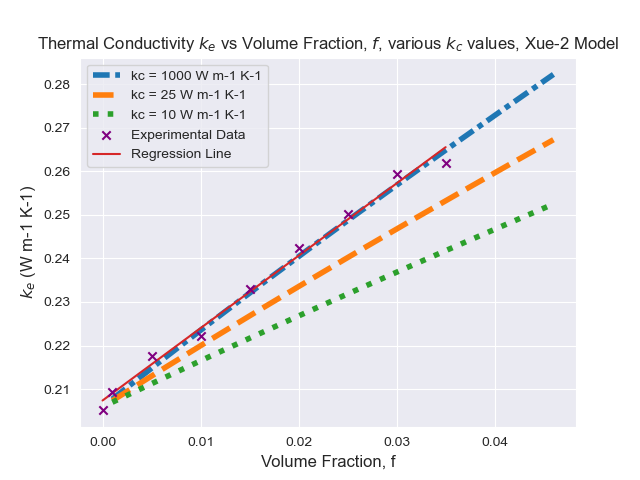 Thermal Conductivity kₑ vs Volume Fraction, f, various k_c values, Xue-2 Model
kc = 1000 W m-1 K-1
kc = 25 W m-1 K-1
kc = 10 W m-1 K-1
Experimental Data
Regression Line
kₑ (W m-1 K-1)
0.28
0.27
0.26
0.25
0.24
0.23
0.22
0.21
0.00 0.01 0.02 0.03 0.04
Volume Fraction, f